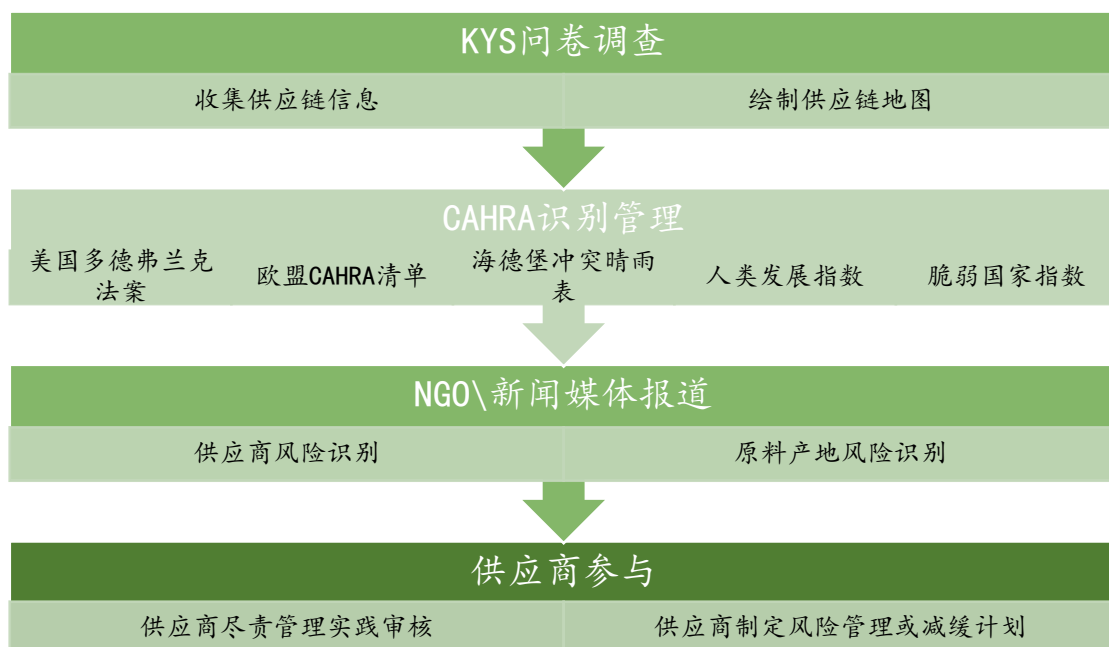 KYS问卷调查
收集供应链信息
绘制供应链地图
CAHRA识别管理
美国多德弗兰克
法案
欧盟CAHRA清单
海德堡冲突晴雨
表
人类发展指数
脆弱国家指数
NGO\新闻媒体报道
供应商风险识别
原料产地风险识别
供应商参与
供应商尽责管理实践审核
供应商制定风险管理或减缓计划